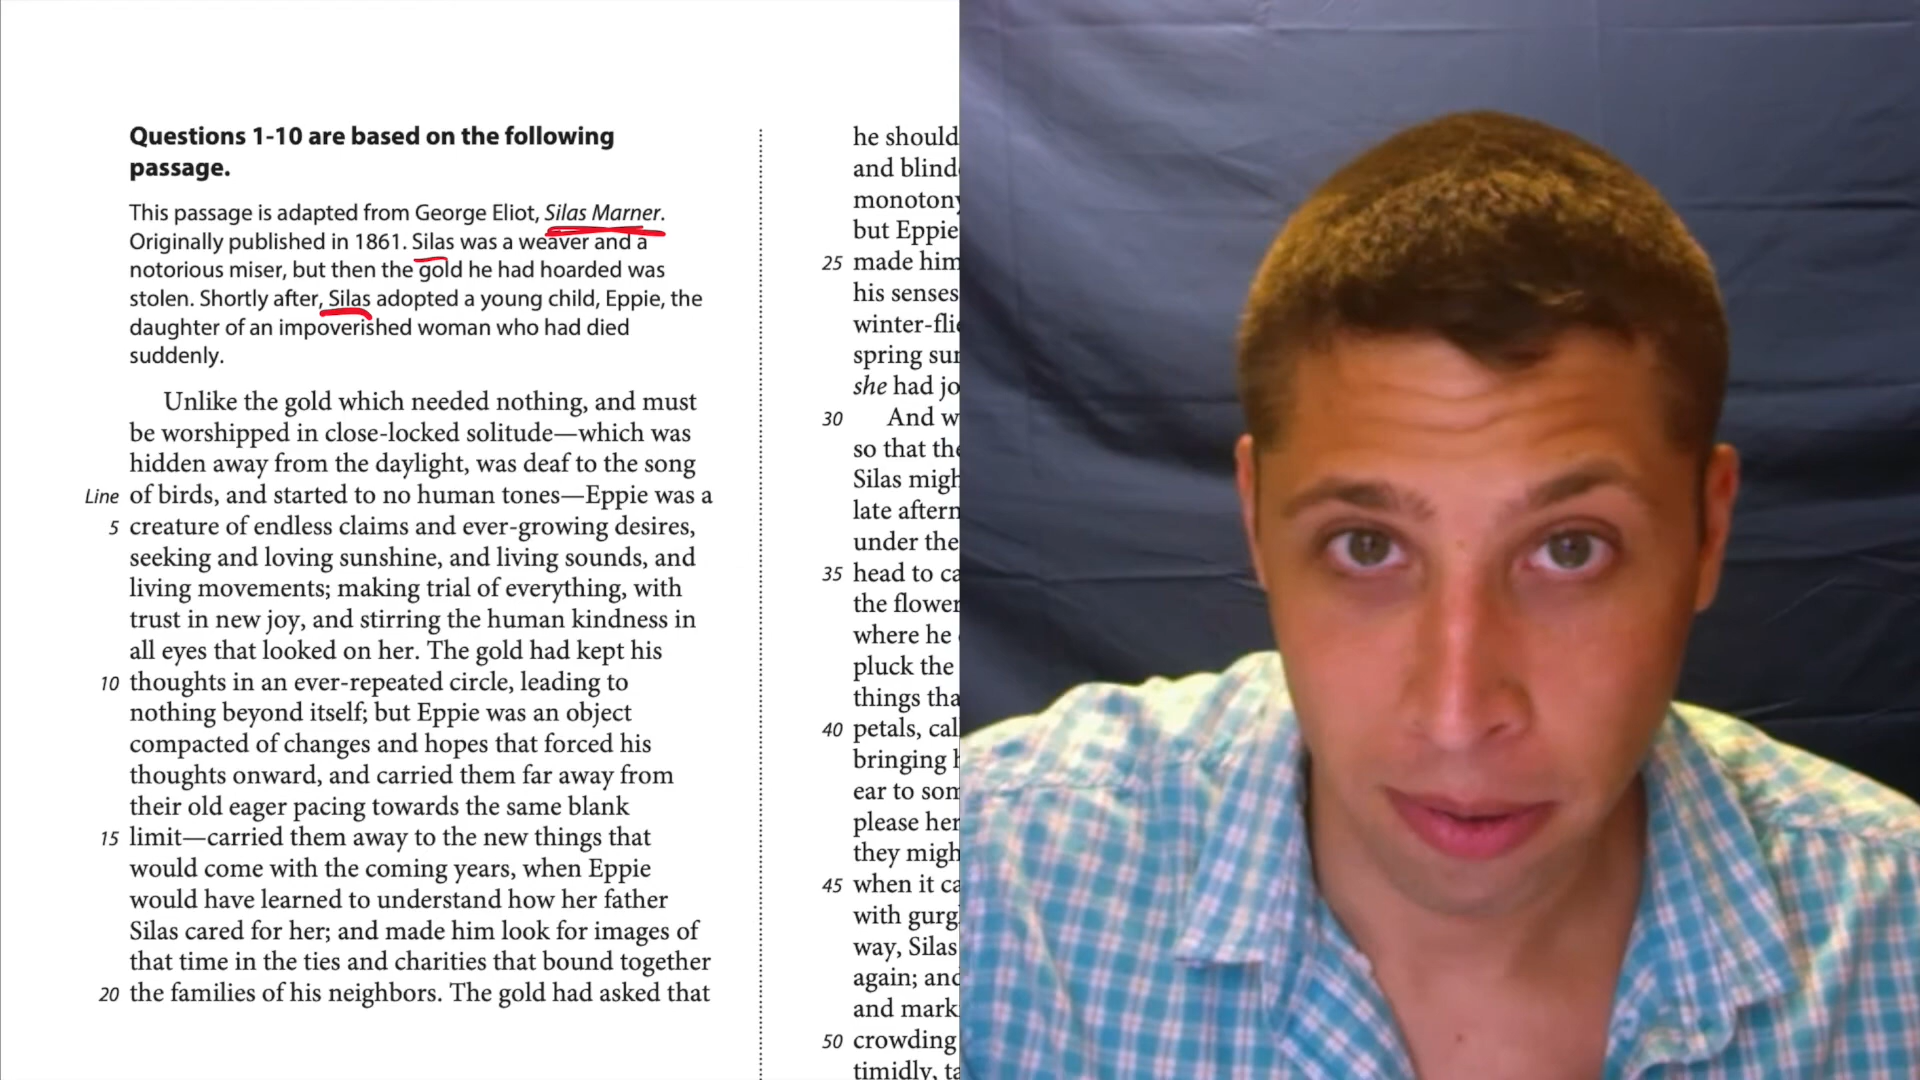 Questions 1-10 are based on the following
passage.
This passage is adapted from George Eliot, Silas Marner.
Originally published in 1861. Silas was a weaver and a
notorious miser, but then the gold he had hoarded was
stolen. Shortly after, Silas adopted a young child, Eppie, the
daughter of an impoverished woman who had died
suddenly.
Unlike the gold which needed nothing, and must
be worshipped in close-locked solitude—which was
hidden away from the daylight, was deaf to the song
Line of birds, and started to no human tones—Eppie was a
5 creature of endless claims and ever-growing desires,
seeking and loving sunshine, and living sounds, and
living movements; making trial of everything, with
trust in new joy, and stirring the human kindness in
all eyes that looked on her. The gold had kept his
10 thoughts in an ever-repeated circle, leading to
nothing beyond itself; but Eppie was an object
compacted of changes and hopes that forced his
thoughts onward, and carried them far away from
their old eager pacing towards the same blank
15 limit—carried them away to the new things that
would come with the coming years, when Eppie
would have learned to understand how her father
Silas cared for her; and made him look for images of
that time in the ties and charities that bound together
20 the families of his neighbors. The gold had asked that
he should
and blind
monotony
but Eppie
25 made him
his senses
winter-flie
spring sun
she had jo
30 And w
so that the
Silas migh
late aftern
under the
35 head to ca
the flower
where he
pluck the
things tha
40 petals, cal
bringing h
ear to som
please her
they migh
45 when it ca
with gurg
way, Silas
again; and
and mark
50 crowding
timidly, ta